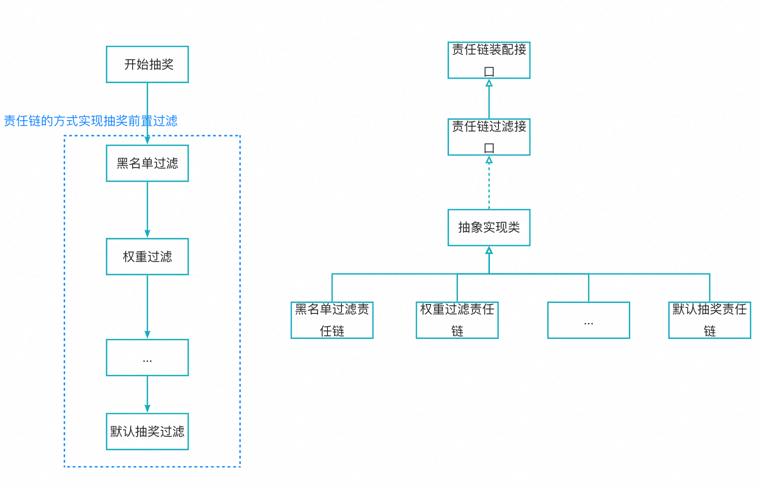 开始抽奖
责任链的方式实现抽奖前置过滤
黑名单过滤
权重过滤
...
默认抽奖过滤
责任链装配接
口
责任链过滤接
口
抽象实现类
黑名单过滤责
任链
权重过滤责任
链
...
默认抽奖责任
链